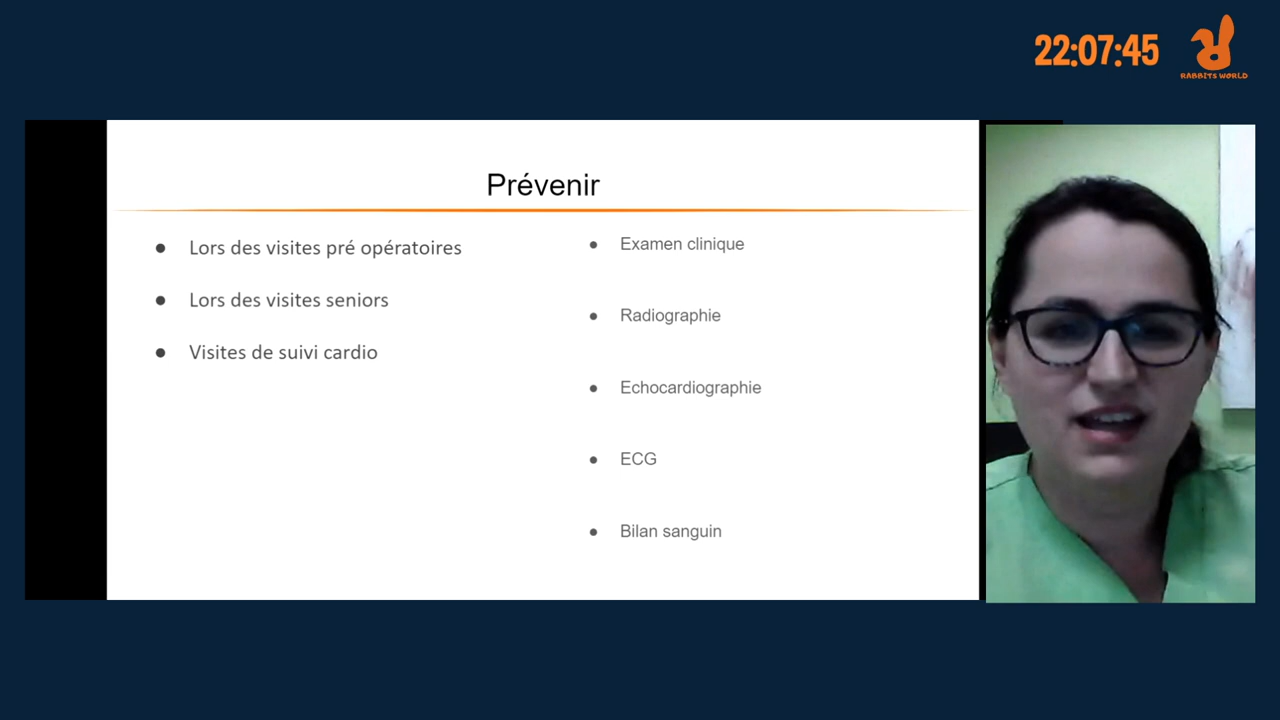 22:07:45
RABBITS WORLD
Prévenir
● Lors des visites pré opératoires
● Lors des visites seniors
● Visites de suivi cardio
● Examen clinique
● Radiographie
● Echocardiographie
● ECG
● Bilan sanguin